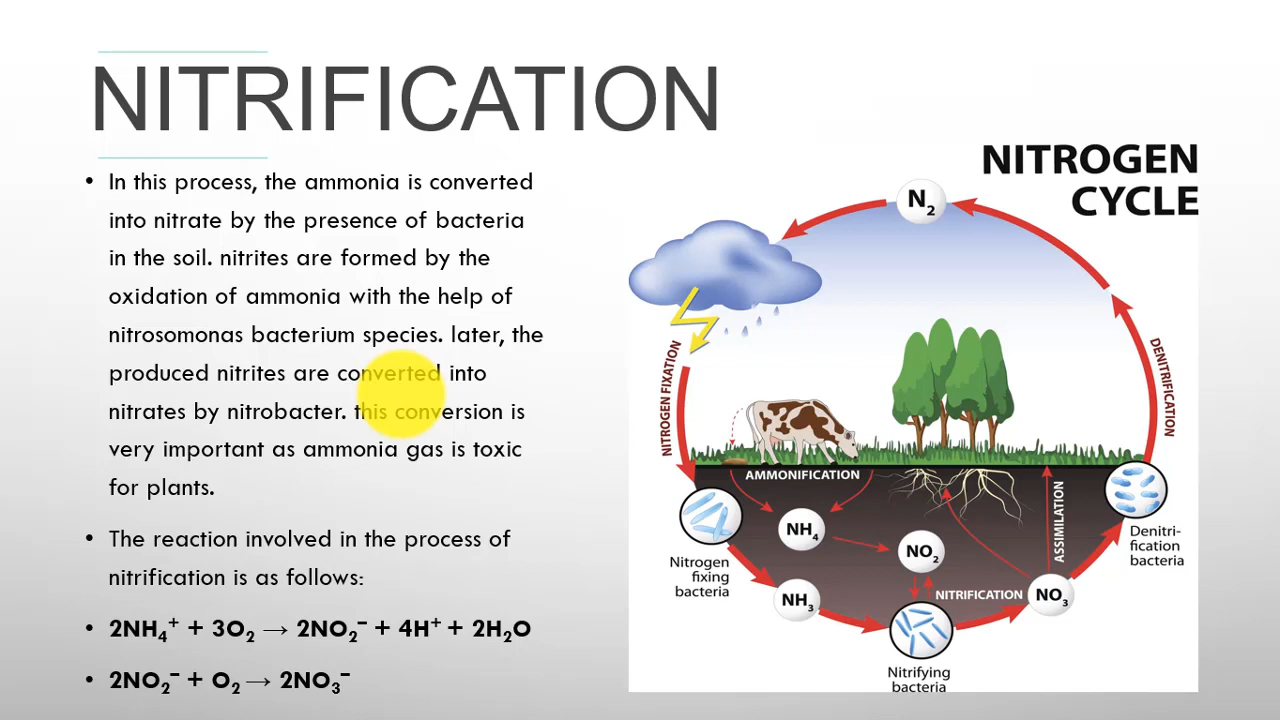 NITRIFICATION
• In this process, the ammonia is converted
into nitrate by the presence of bacteria
in the soil. nitrites are formed by the
oxidation of ammonia with the help of
nitrosomonas bacterium species. later, the
produced nitrites are converted into
nitrates by nitrobacter. this conversion is
very important as ammonia gas is toxic
for plants.
• The reaction involved in the process of
nitrification is as follows:
• 2NH₄⁺ + 3O₂ → 2NO₂⁻ + 4H⁺ + 2H₂O
• 2NO₂⁻ + O₂ → 2NO₃⁻
NITROGEN
CYCLE
N₂
NITROGEN FIXATION
DENITRIFICATION
AMMONIFICATION
NH₄
NO₂
ASSIMILATION
Nitrogen
fixing
bacteria
Denitri-
fication
bacteria
NH₃
NITRIFICATION
NO₃
Nitrifying
bacteria